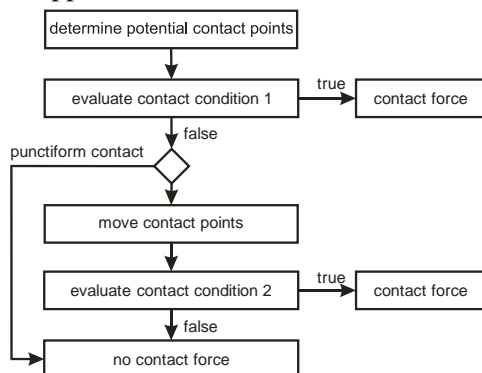 determine potential contact points
evaluate contact condition 1
true
contact force
false
punctiform contact
move contact points
evaluate contact condition 2
true
contact force
false
no contact force